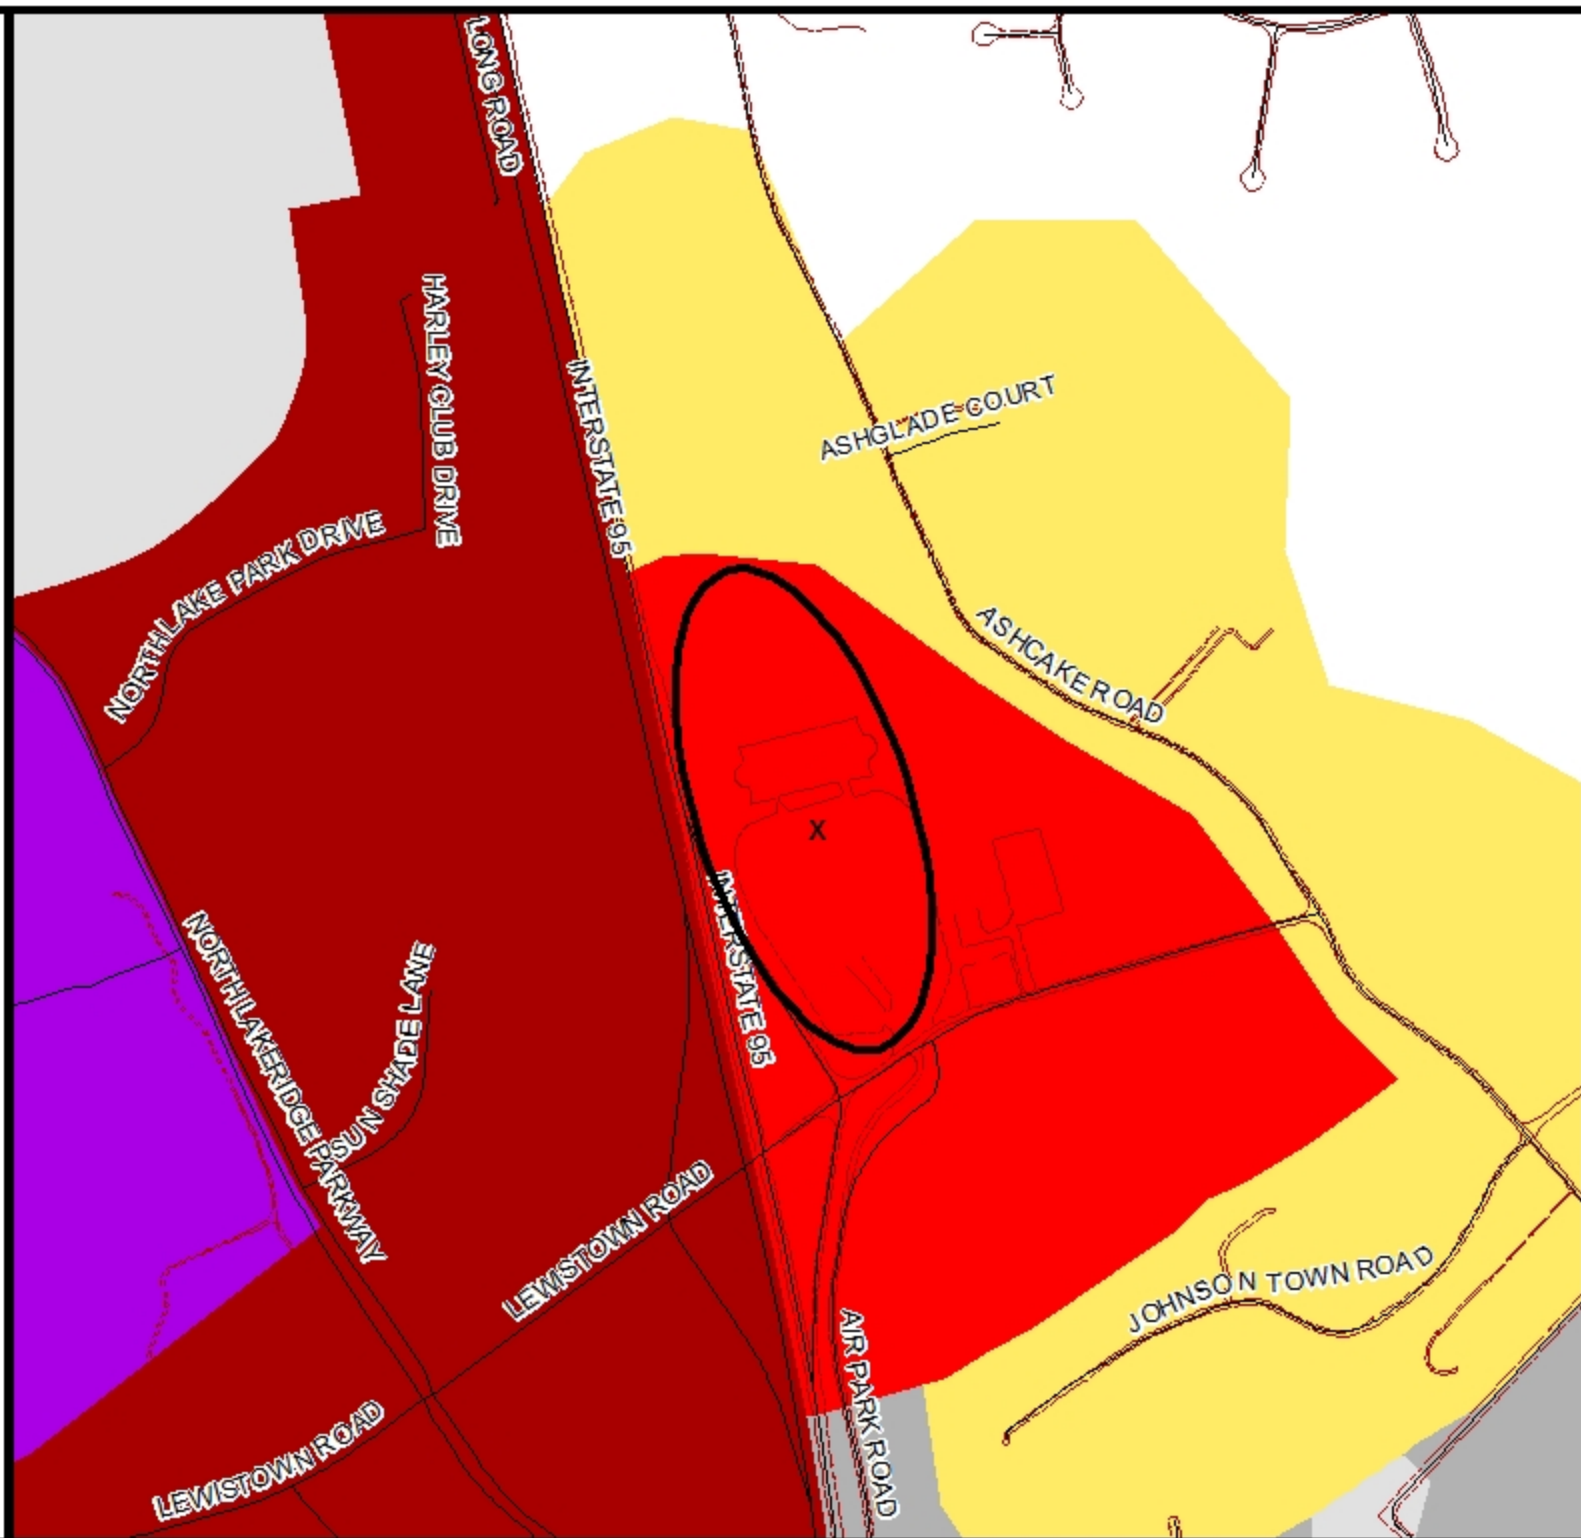 LONG ROAD
HARLEY CLUB DRIVE
INTERSTATE 95
ASHGLADE COURT
NORTHLAKE PARK DRIVE
ASHCAKE ROAD
X
INTERSTATE 95
NORTHLAKERIDGE PARKWAY
SUN SHADE LANE
LEWISTOWN ROAD
JOHNSON TOWN ROAD
AIR PARK ROAD
LEWISTOWN ROAD